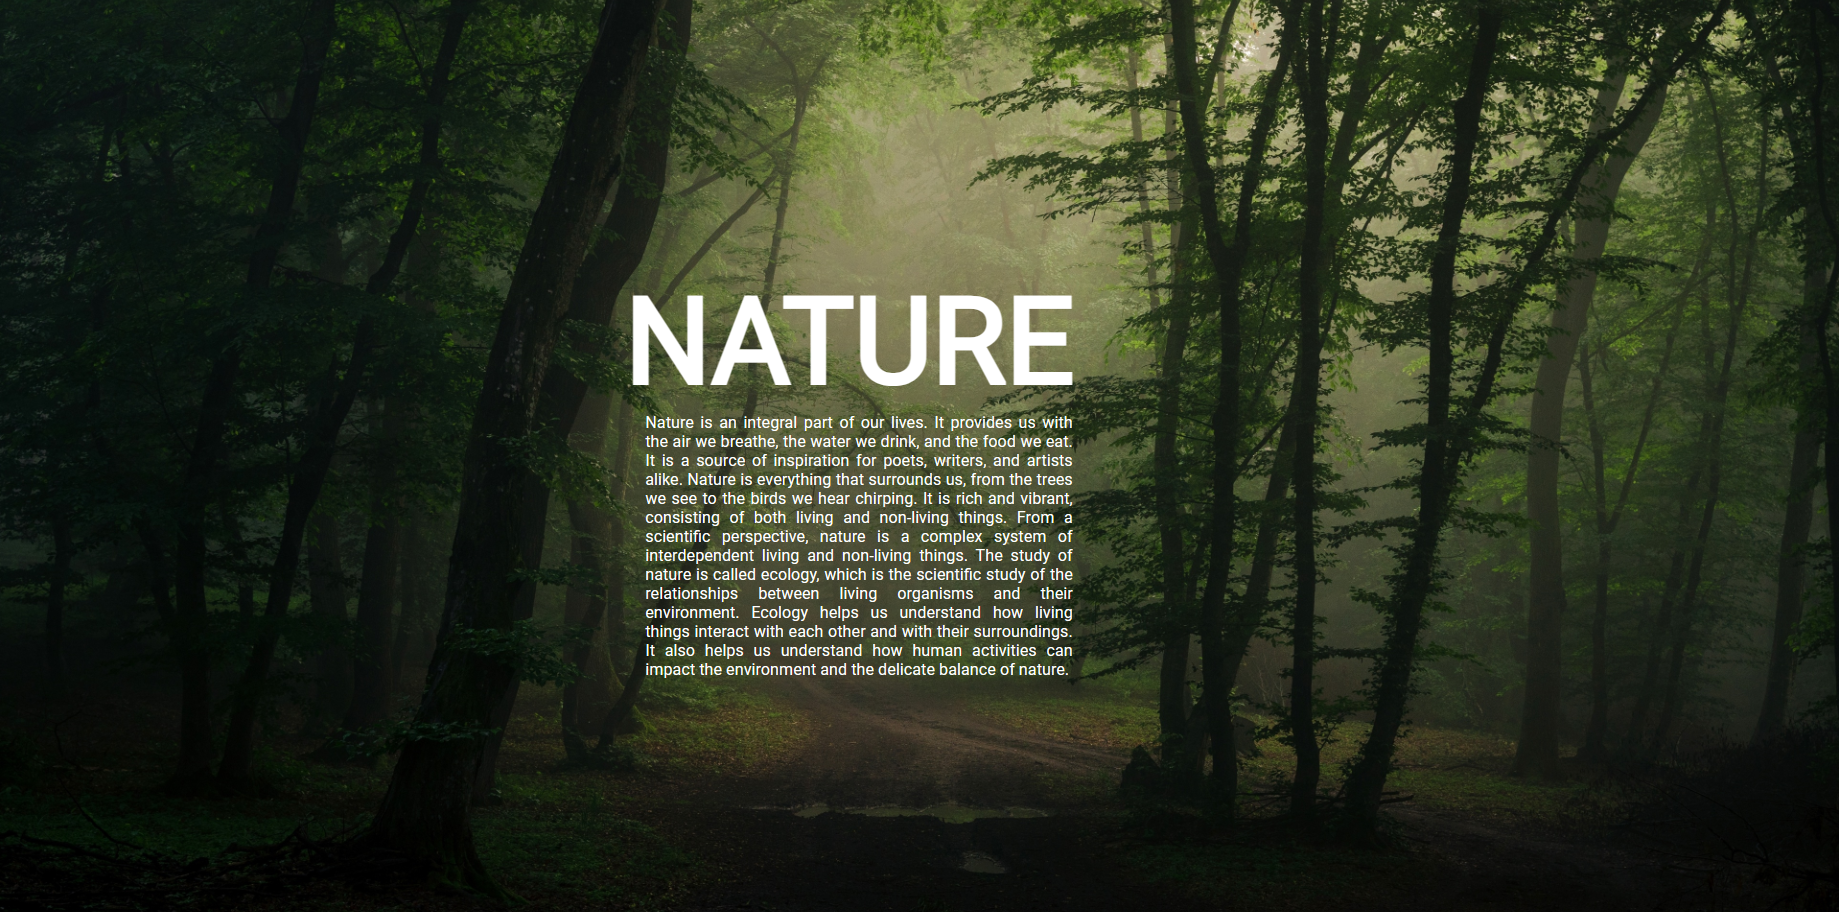 NATURE
Nature is an integral part of our lives. It provides us with
the air we breathe, the water we drink, and the food we eat.
It is a source of inspiration for poets, writers, and artists
alike. Nature is everything that surrounds us, from the trees
we see to the birds we hear chirping. It is rich and vibrant,
consisting of both living and non-living things. From a
scientific perspective, nature is a complex system of
interdependent living and non-living things. The study of
nature is called ecology, which is the scientific study of the
relationships between living organisms and their
environment. Ecology helps us understand how living
things interact with each other and with their surroundings.
It also helps us understand how human activities can
impact the environment and the delicate balance of nature.